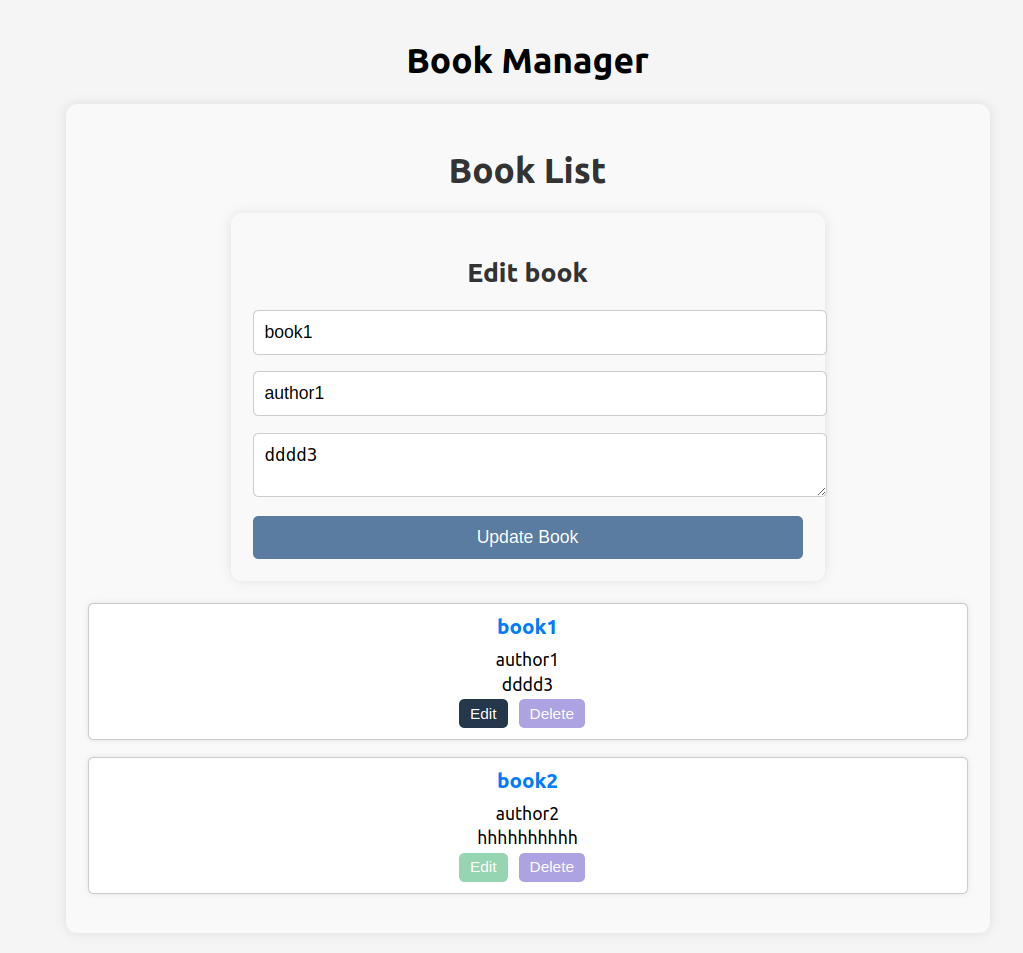 Book Manager
Book List
Edit book
book1
author1
dddd3
Update Book
book1
author1
dddd3
Edit Delete
book2
author2
hhhhhhhhhh
Edit Delete